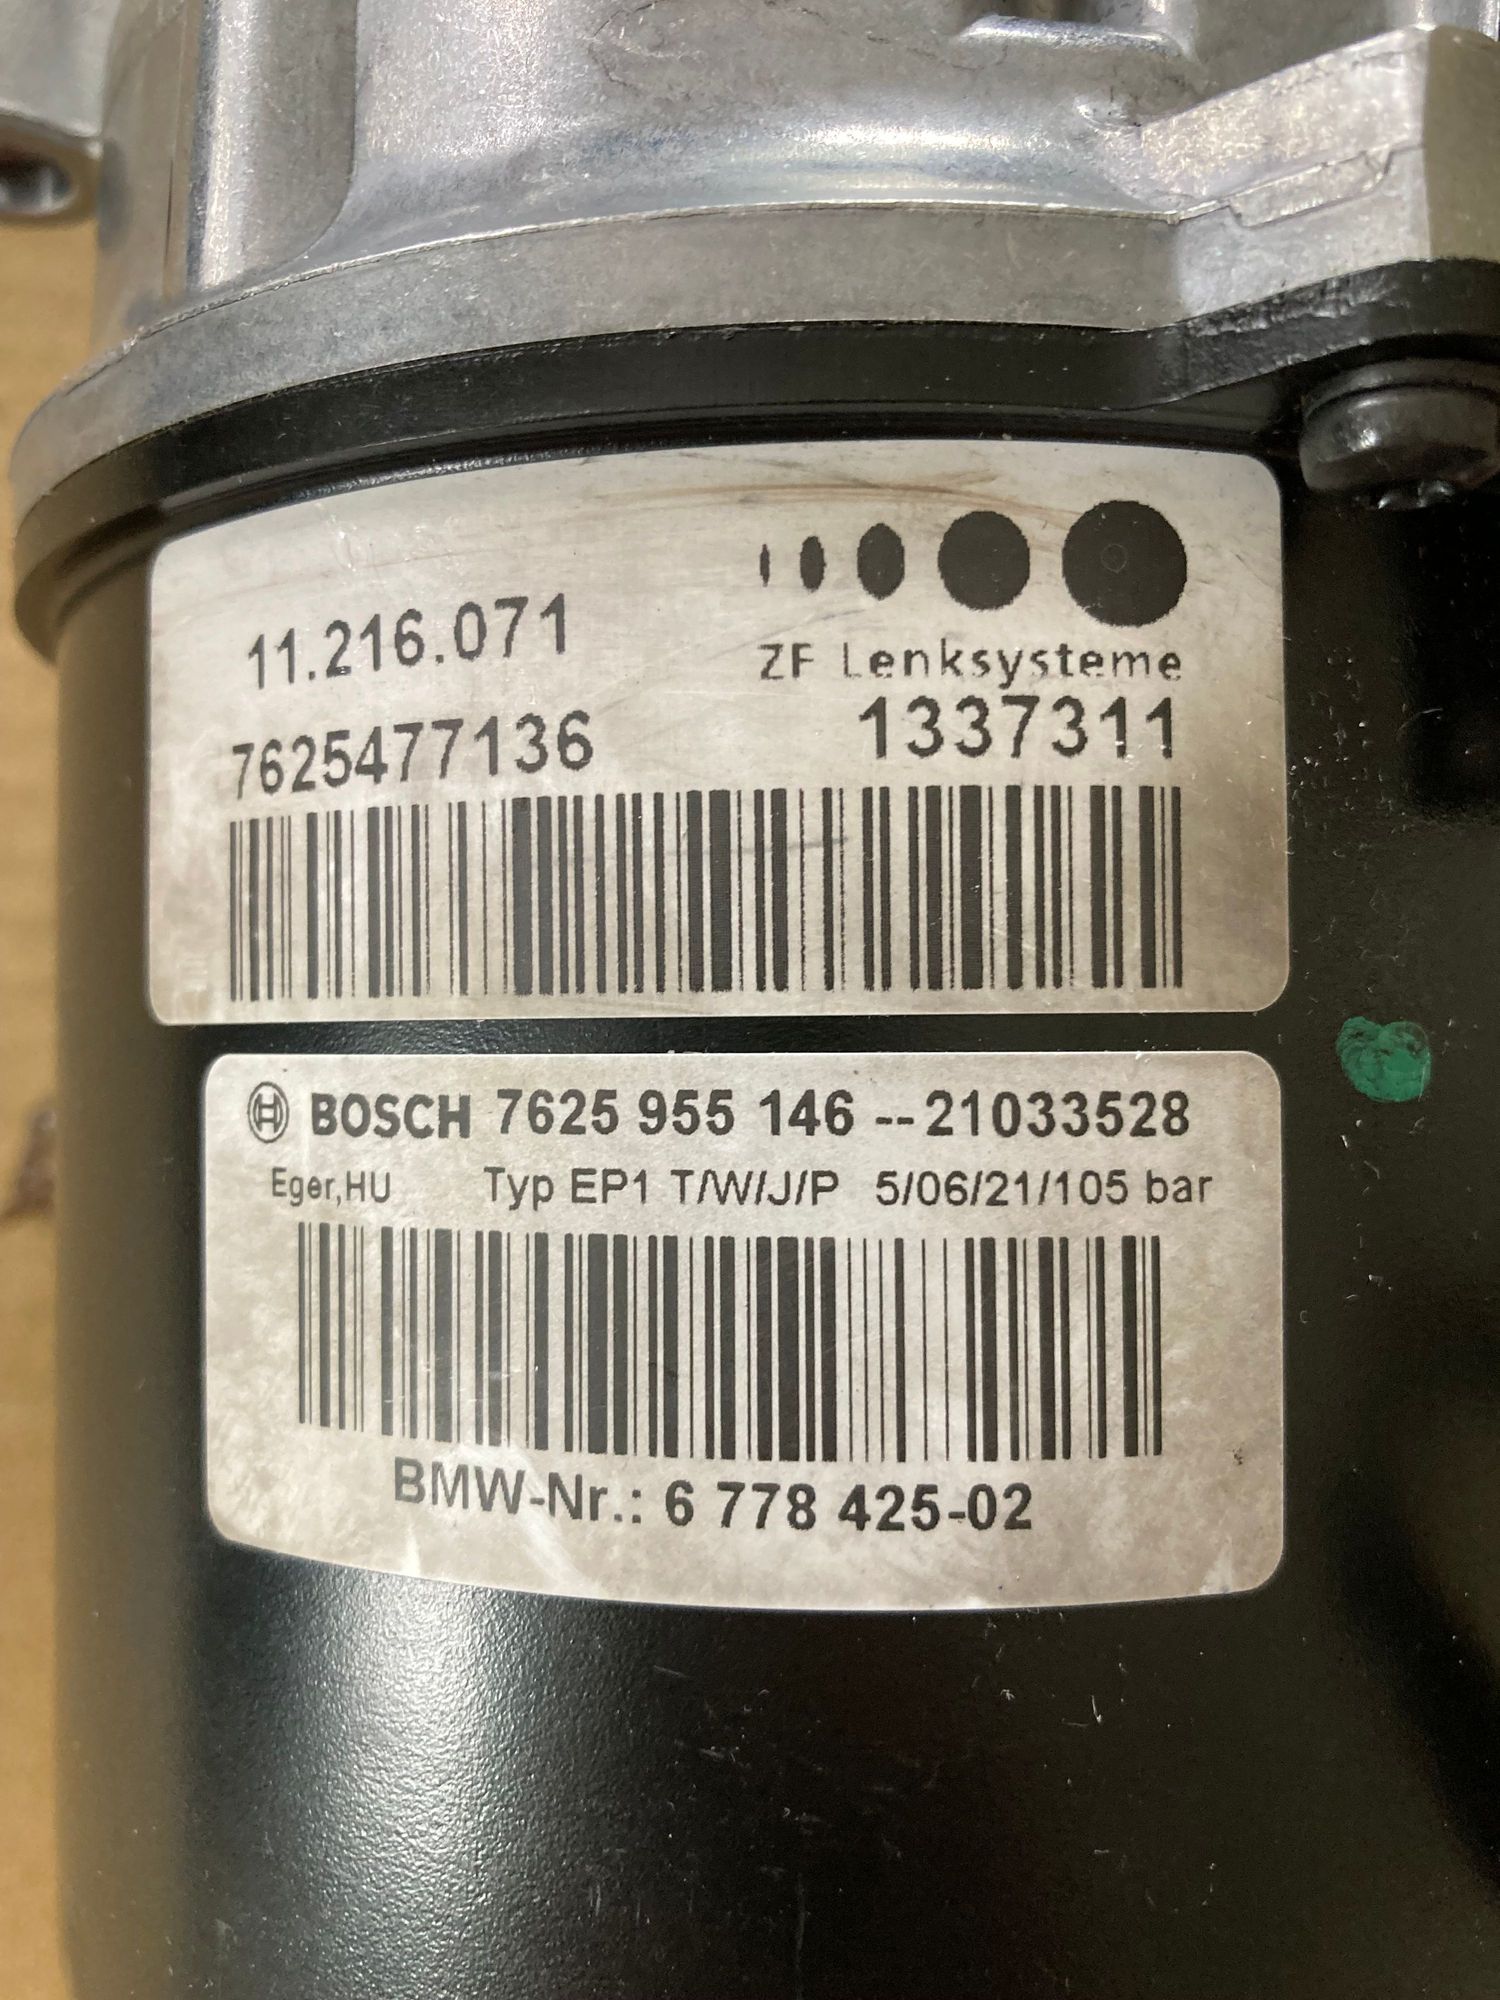 11.216.071
ZF Lenksysteme
7625477136 1337311
BOSCH 7625 955 146 --21033528
Eger,HU Typ EP1 T/W/J/P 5/06/21/105 bar
BMW-Nr.: 6 778 425-02